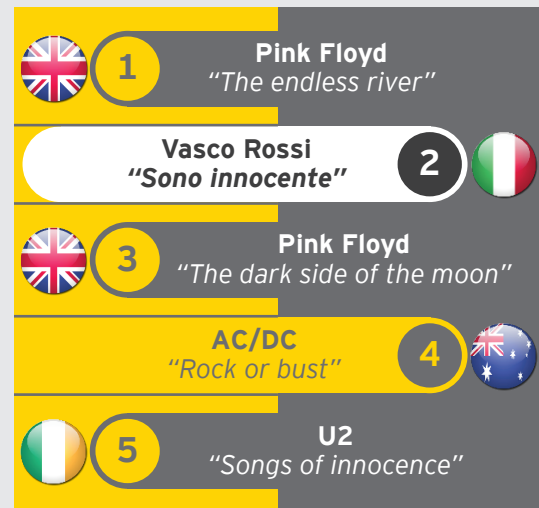 1
Pink Floyd
“The endless river”
Vasco Rossi
“Sono innocente”
2
3
Pink Floyd
“The dark side of the moon”
AC/DC
“Rock or bust”
4
5
U2
“Songs of innocence”